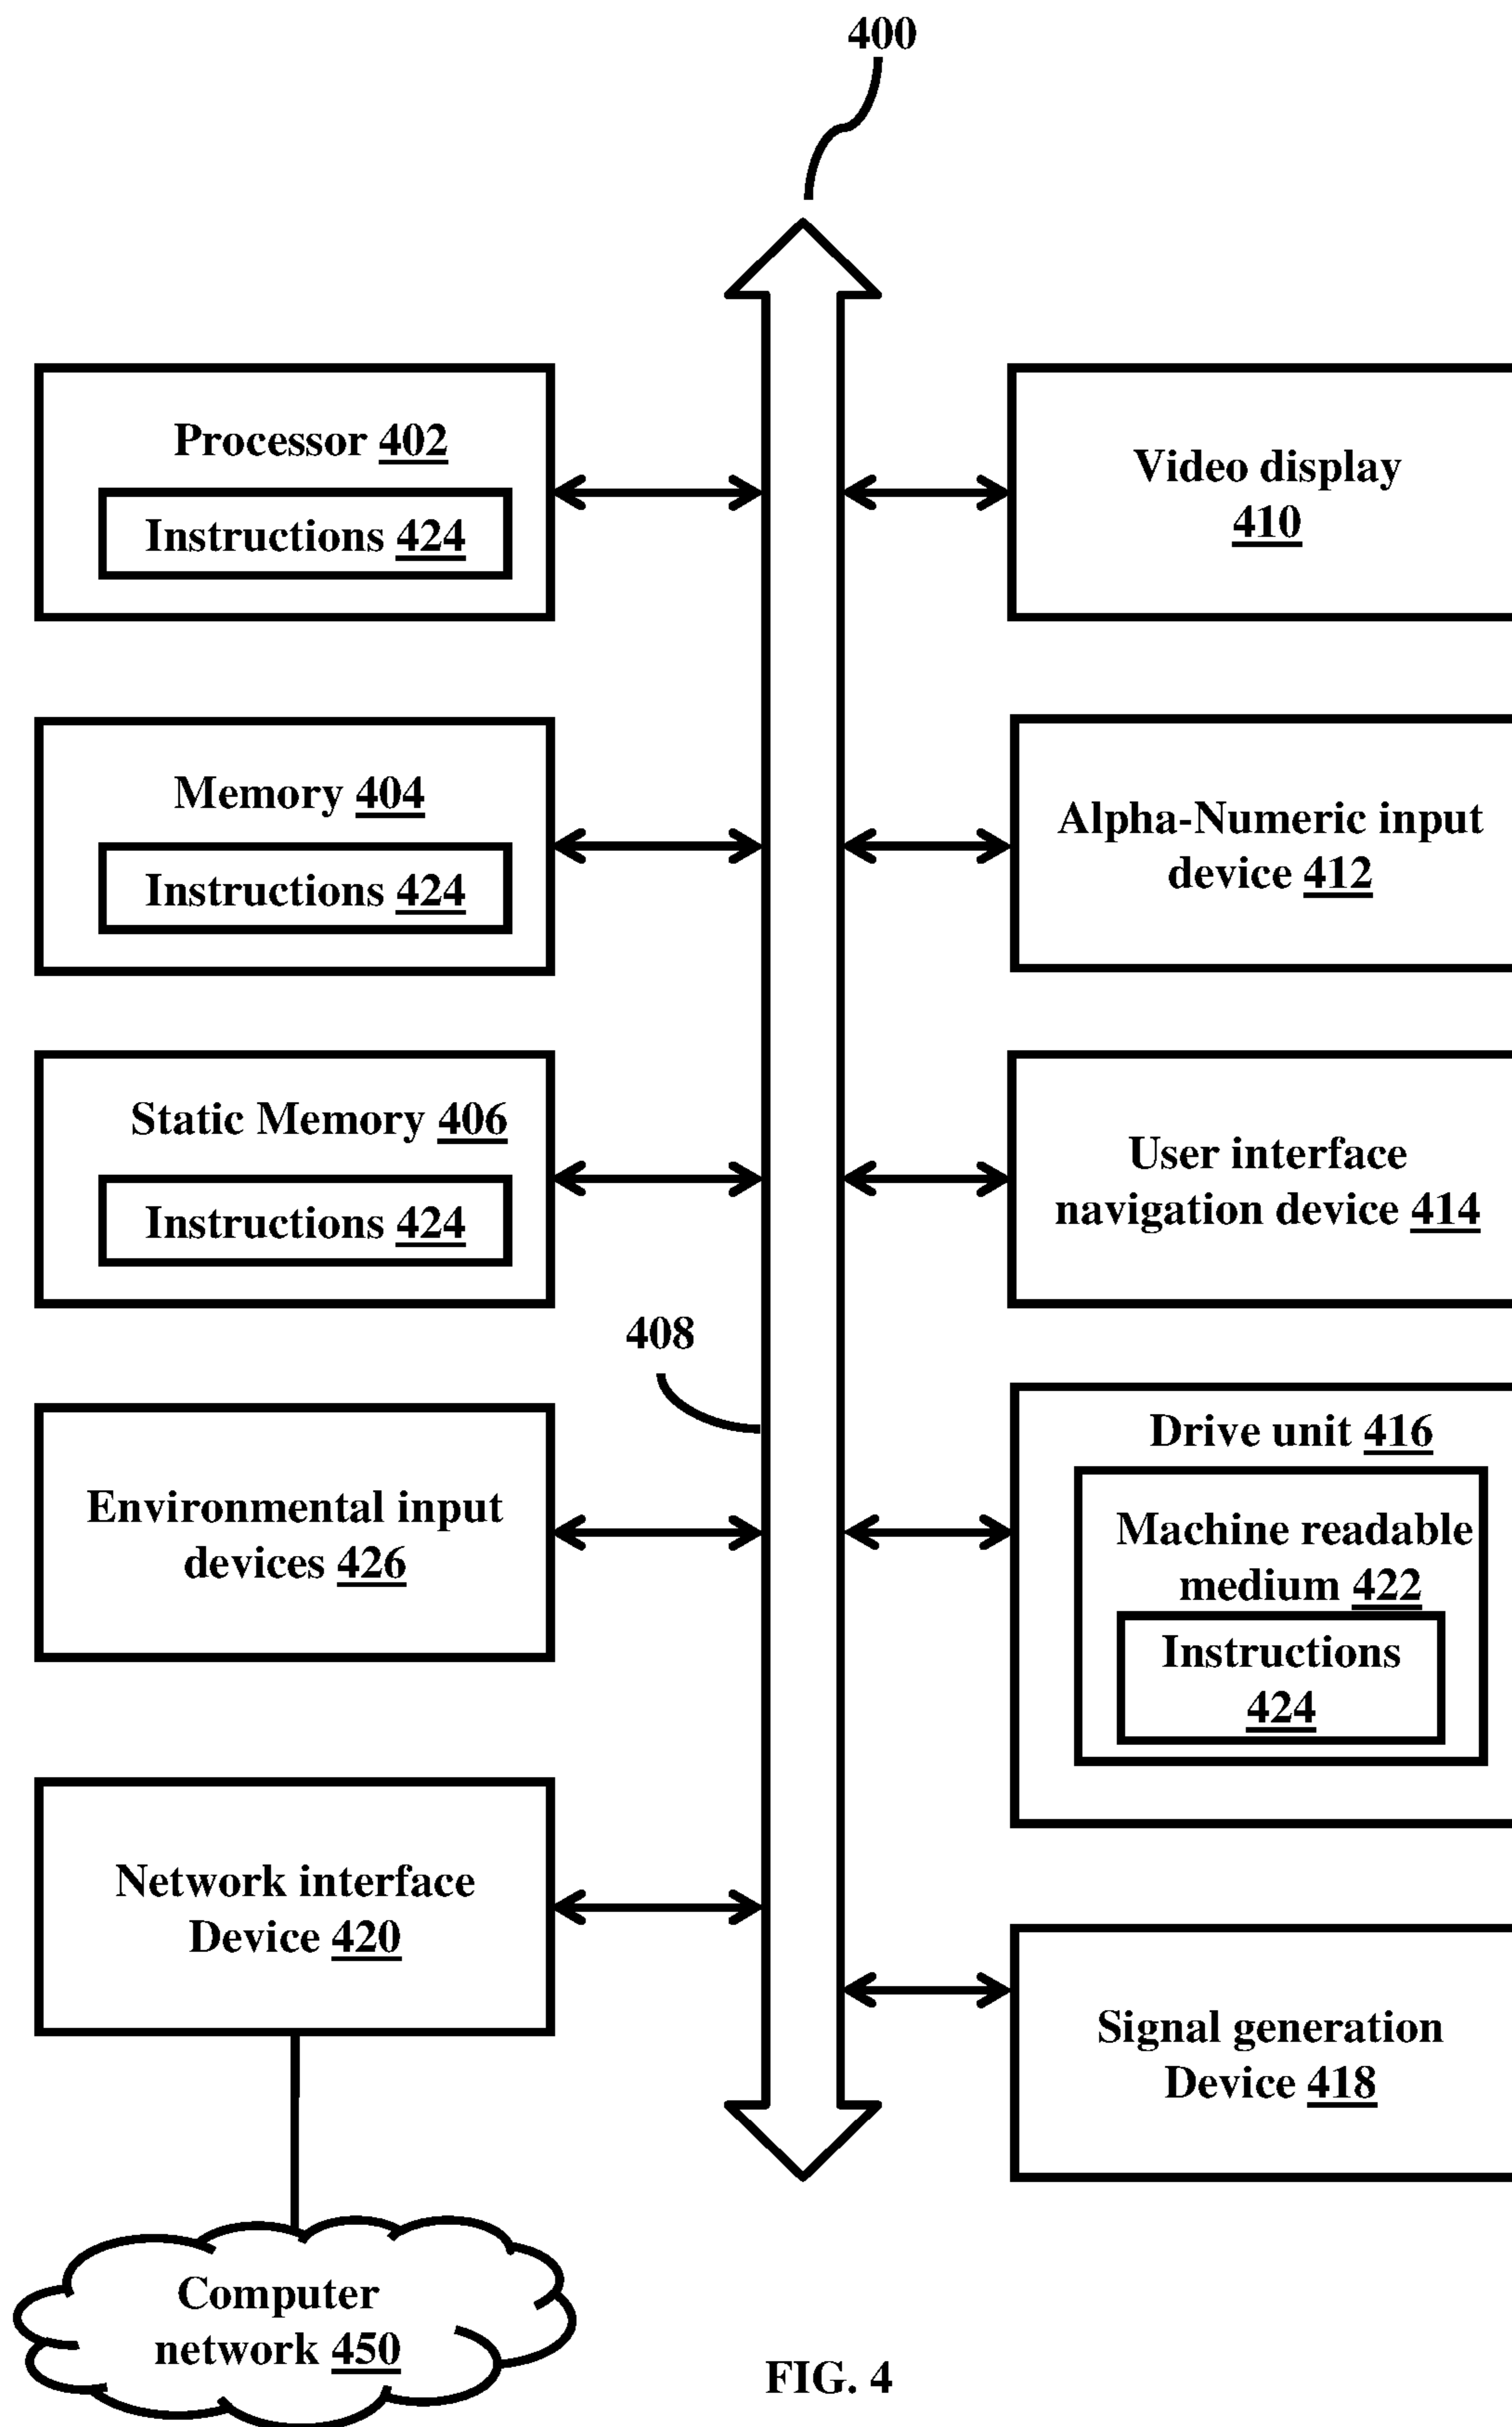 400
Processor 402
Instructions 424
Video display
410
Memory 404
Instructions 424
Alpha-Numeric input
device 412
Static Memory 406
Instructions 424
User interface
navigation device 414
408
Environmental input
devices 426
Drive unit 416
Machine readable
medium 422
Instructions
424
Network interface
Device 420
Signal generation
Device 418
Computer
network 450
FIG. 4